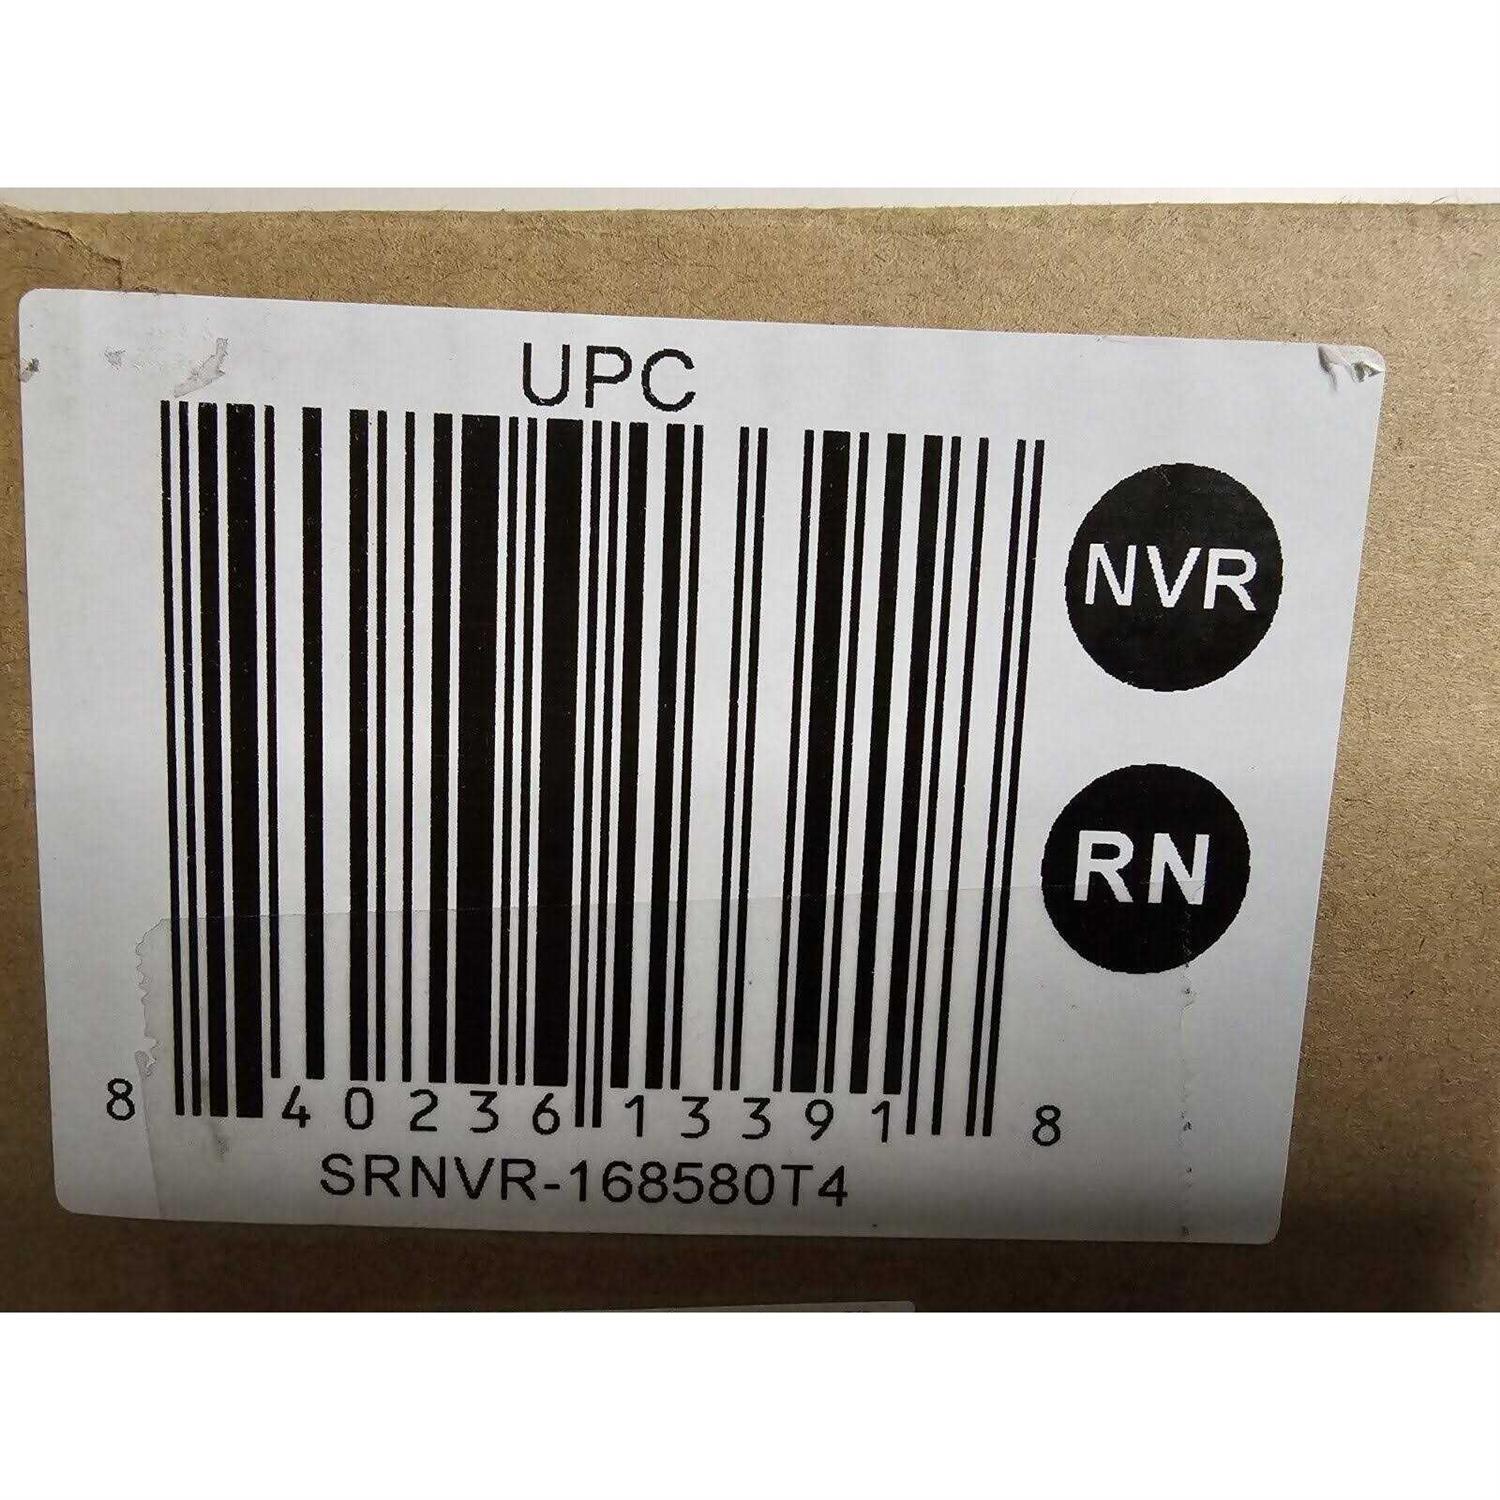 UPC
NVR
RN
8 40236 13391 8
SRNVR-168580T4